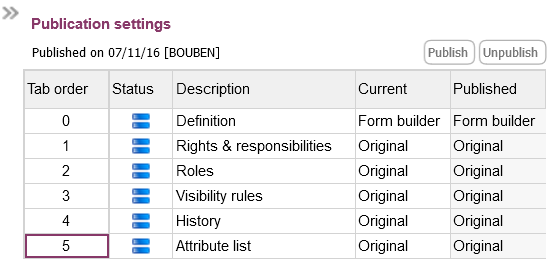 Publication settings
Published on 07/11/16 [BOUBEN] Publish Unpublish
Tab order Status Description Current Published
0 Definition Form builder Form builder
1 Rights & responsibilities Original Original
2 Roles Original Original
3 Visibility rules Original Original
4 History Original Original
5 Attribute list Original Original